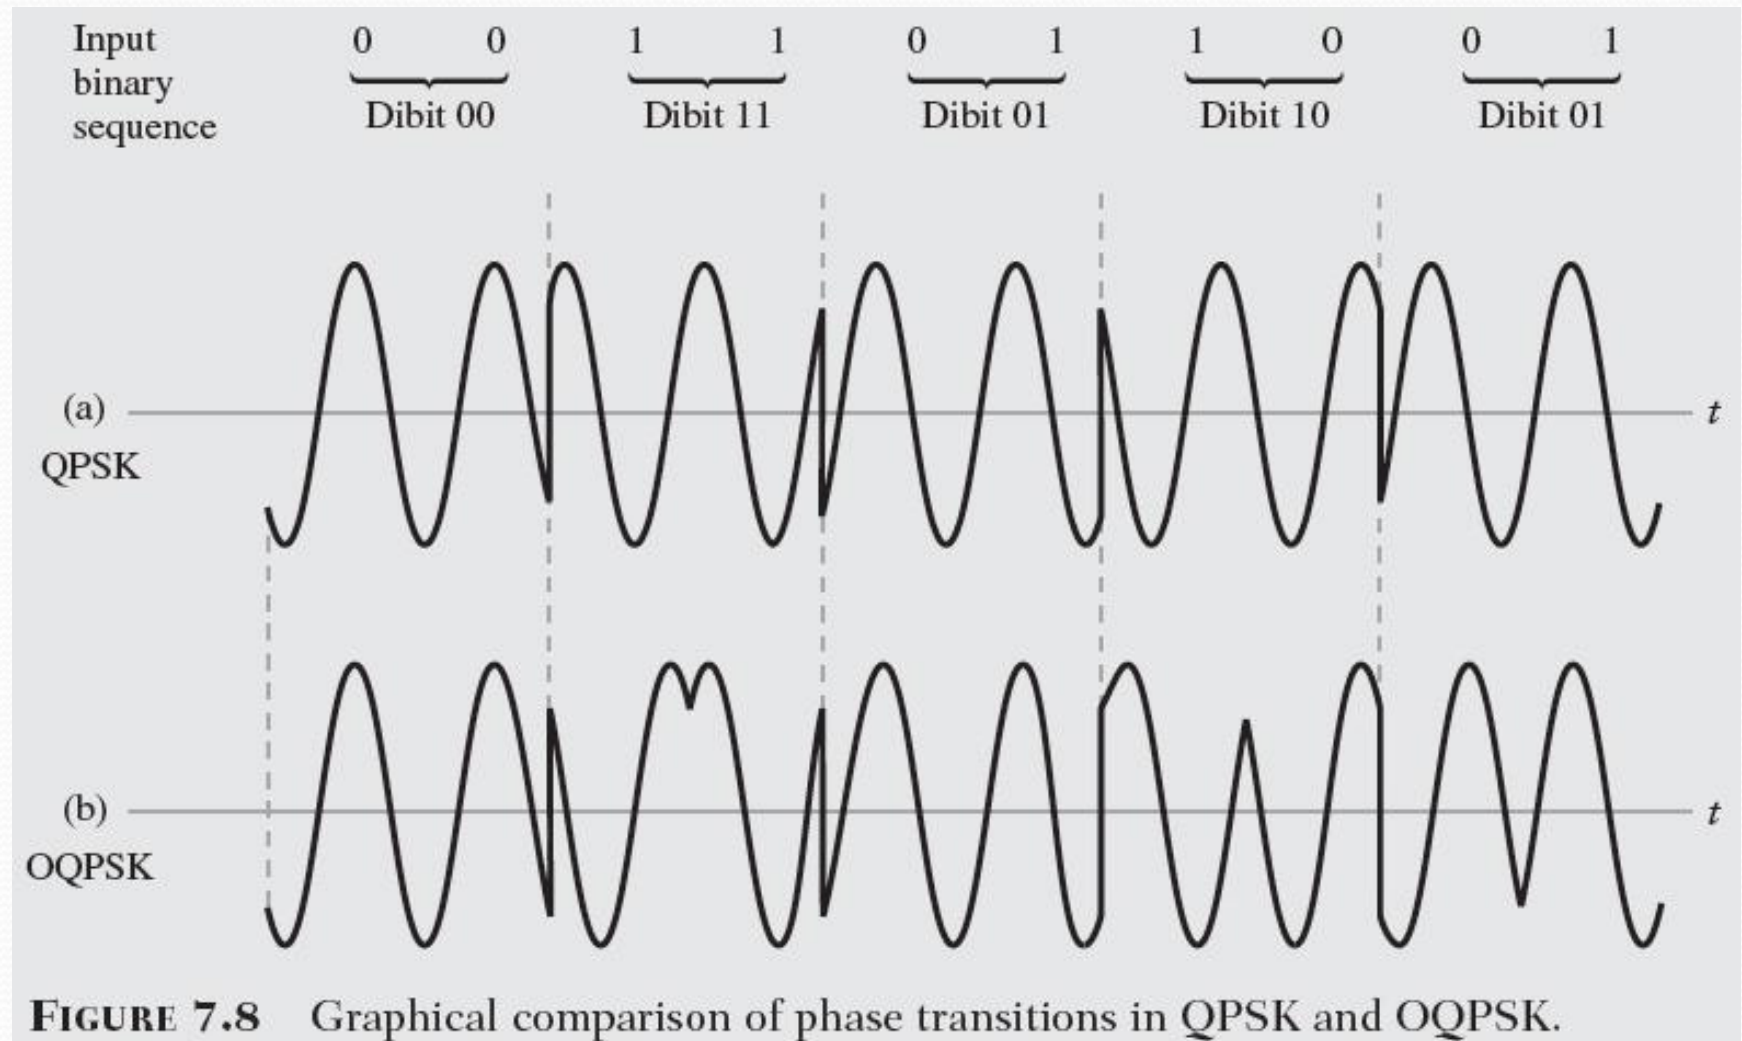 Input 0 0 1 1 0 1 1 0 0 1
binary
sequence Dibit 00 Dibit 11 Dibit 01 Dibit 10 Dibit 01
(a) t
QPSK
(b) t
OQPSK
FIGURE 7.8 Graphical comparison of phase transitions in QPSK and OQPSK.